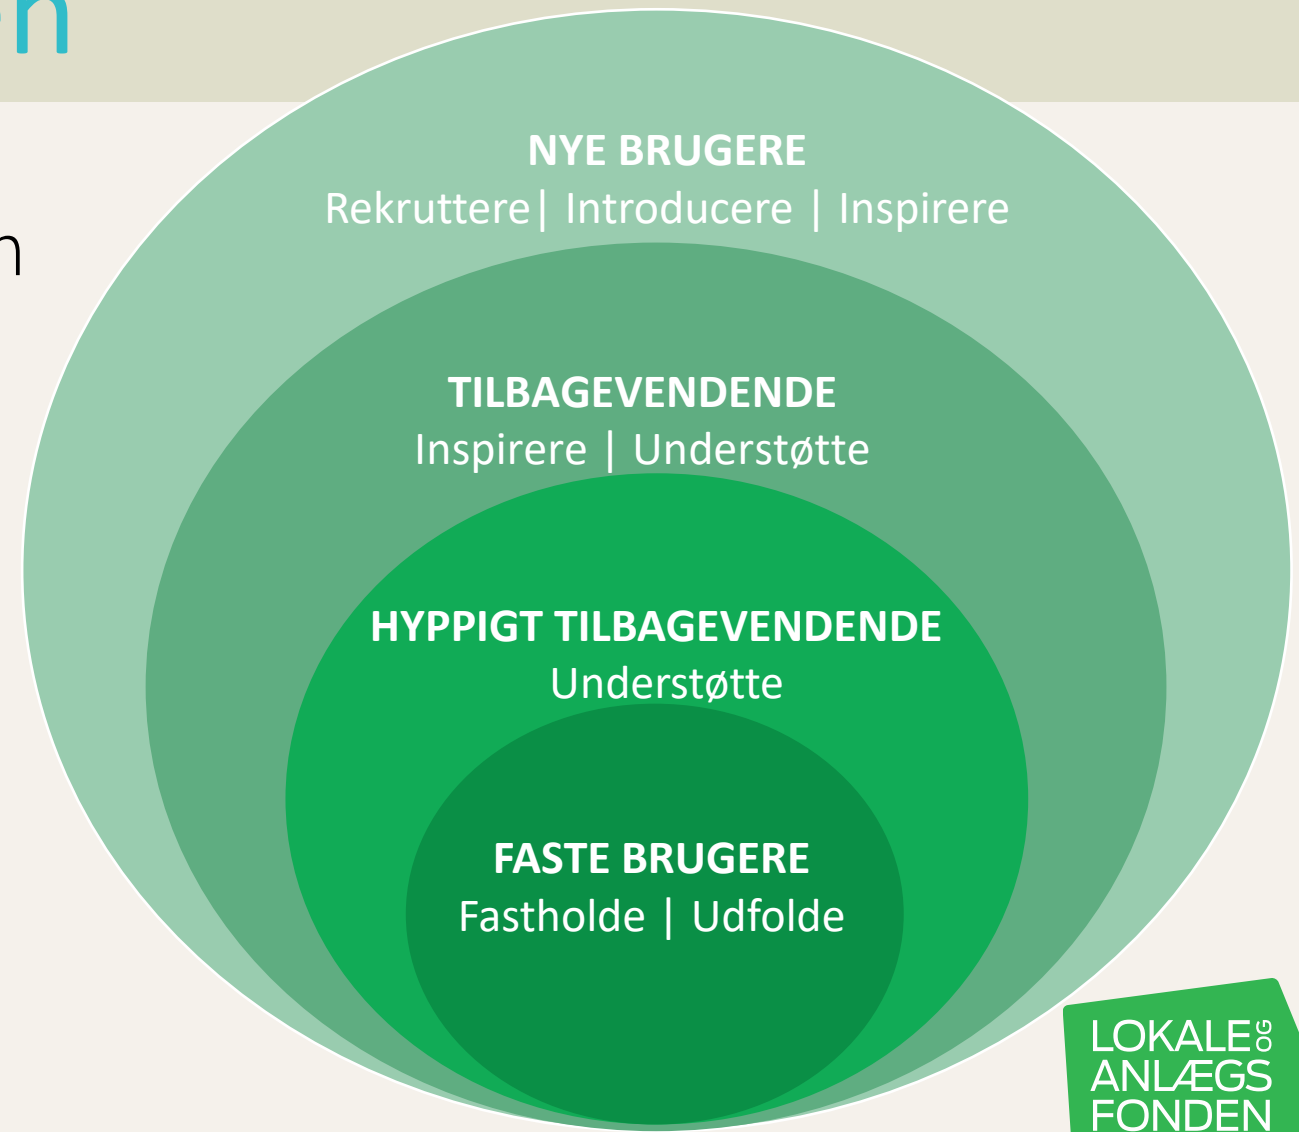 n
NYE BRUGERE
Rekruttere| Introducere | Inspirere
n
TILBAGEVENDENDE
Inspirere | Understøtte
HYPPIGT TILBAGEVENDENDE
Understøtte
FASTE BRUGERE
Fastholde | Udfolde
LOKALE OG
ANLÆGS
FONDEN